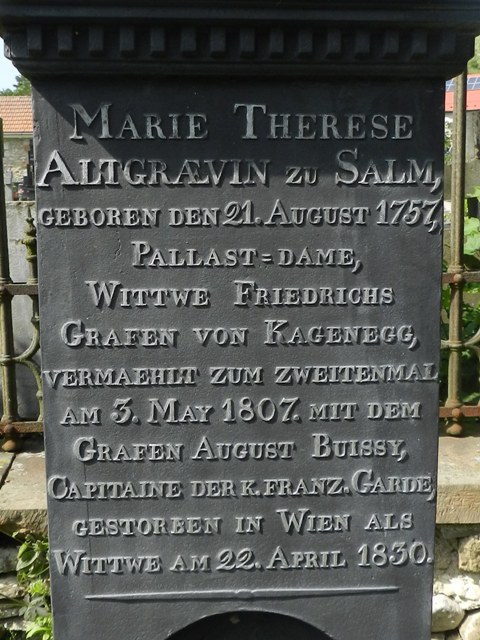 MARIE THERESE
ALTGRÆVIN ZU SALM,
GEBOREN DEN 21. AUGUST 1757,
PALLAST=DAME,
WITTWE FRIEDRICHS
GRAFEN VON KAGENEGG,
VERMAEHLT ZUM ZWEITENMAL
AM 3. MAY 1807. MIT DEM
GRAFEN AUGUST BUISSY,
CAPITAINE DER K. FRANZ. GARDE,
GESTORBEN IN WIEN ALS
WITTWE AM 22. APRIL 1830.